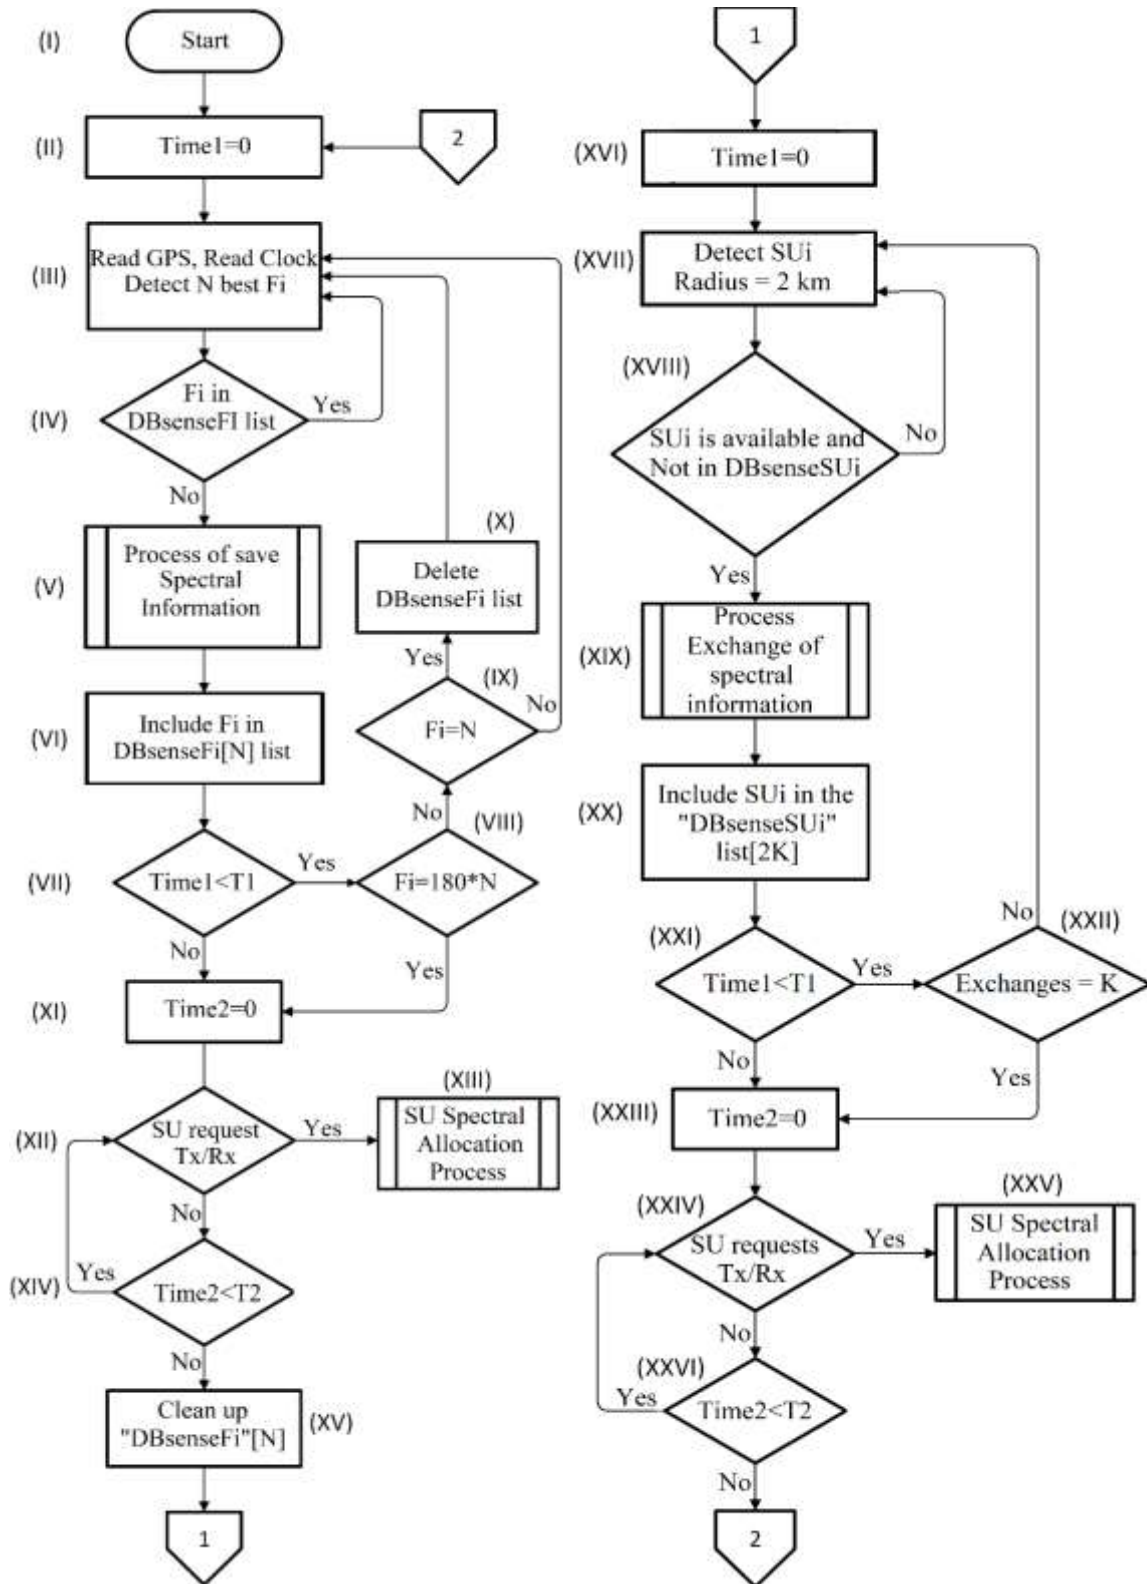 (I)
Start
(II)
Time1=0
2
(III)
Read GPS, Read Clock
Detect N best Fi
(IV)
Fi in
DBsenseFI list
Yes
No
(V)
Process of save
Spectral
Information
(X)
Delete
DBsenseFi list
Yes
(IX)
Fi=N
No
(VI)
Include Fi in
DBsenseFi[N] list
No
(VIII)
(VII)
Time1<T1
Yes
Fi=180*N
No
Yes
(XI)
Time2=0
(XIII)
(XII)
SU request
Tx/Rx
Yes
SU Spectral
Allocation
Process
No
(XIV)
Yes
Time2<T2
No
Clean up
"DBsenseFi"[N]
(XV)
1
1
(XVI)
Time1=0
(XVII)
Detect SUi
Radius = 2 km
(XVIII)
SUi is available and
Not in DBsenseSUi
No
Yes
(XIX)
Process
Exchange of
spectral
information
(XX)
Include SUi in the
"DBsenseSUi"
list[2K]
No
(XXII)
(XXI)
Time1<T1
Yes
Exchanges = K
No
Yes
(XXIII)
Time2=0
(XXV)
(XXIV)
SU requests
Tx/Rx
Yes
SU Spectral
Allocation
Process
No
(XXVI)
Yes
Time2<T2
No
2